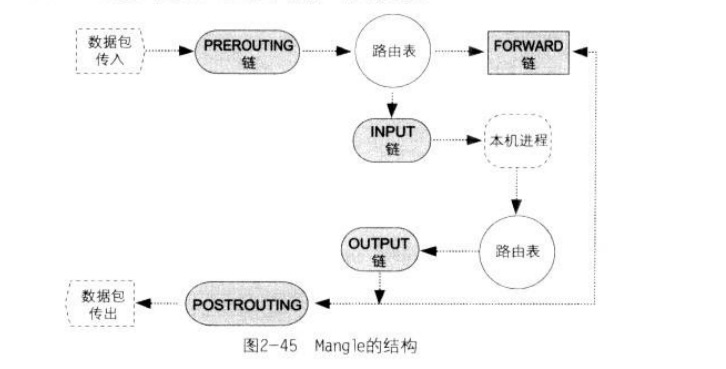 数据包
传入
PREROUTING
链
路由表
FORWARD
链
INPUT
链
本机进程
OUTPUT
链
路由表
数据包
传出
POSTROUTING
图2-45 Mangle的结构